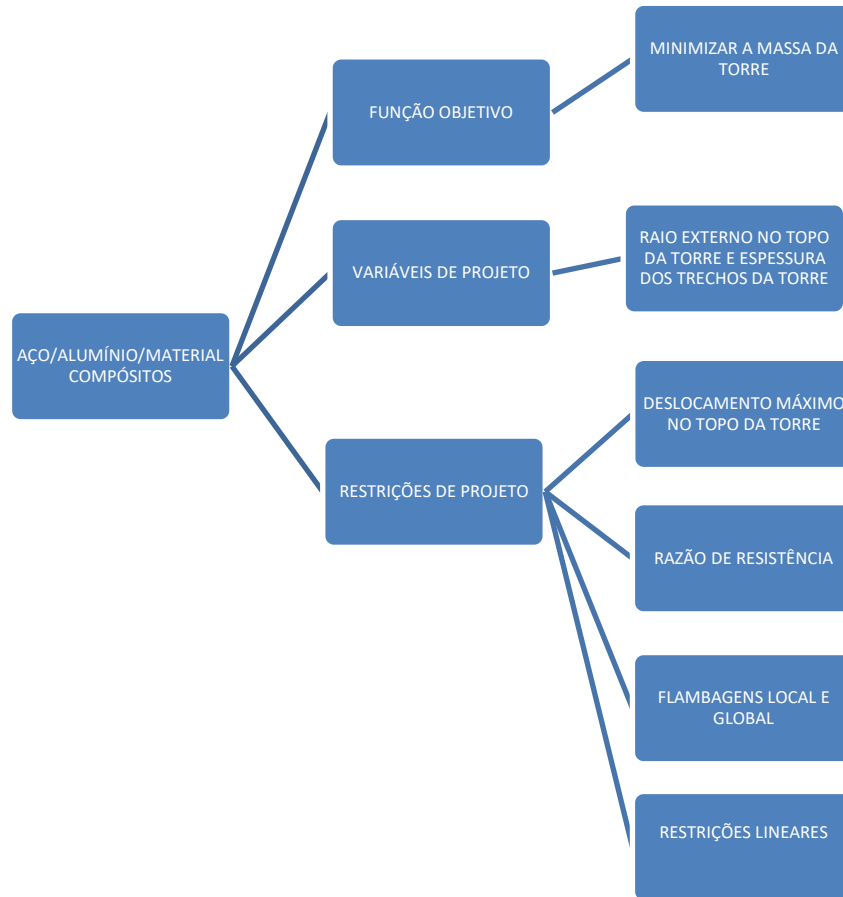 MINIMIZAR A MASSA DA
TORRE
FUNÇÃO OBJETIVO
RAIO EXTERNO NO TOPO
DA TORRE E ESPESSURA
DOS TRECHOS DA TORRE
VARIÁVEIS DE PROJETO
AÇO/ALUMÍNIO/MATERIAL
COMPÓSITOS
DESLOCAMENTO MÁXIMO
NO TOPO DA TORRE
RESTRIÇÕES DE PROJETO
RAZÃO DE RESISTÊNCIA
FLAMBAGENS LOCAL E
GLOBAL
RESTRIÇÕES LINEARES